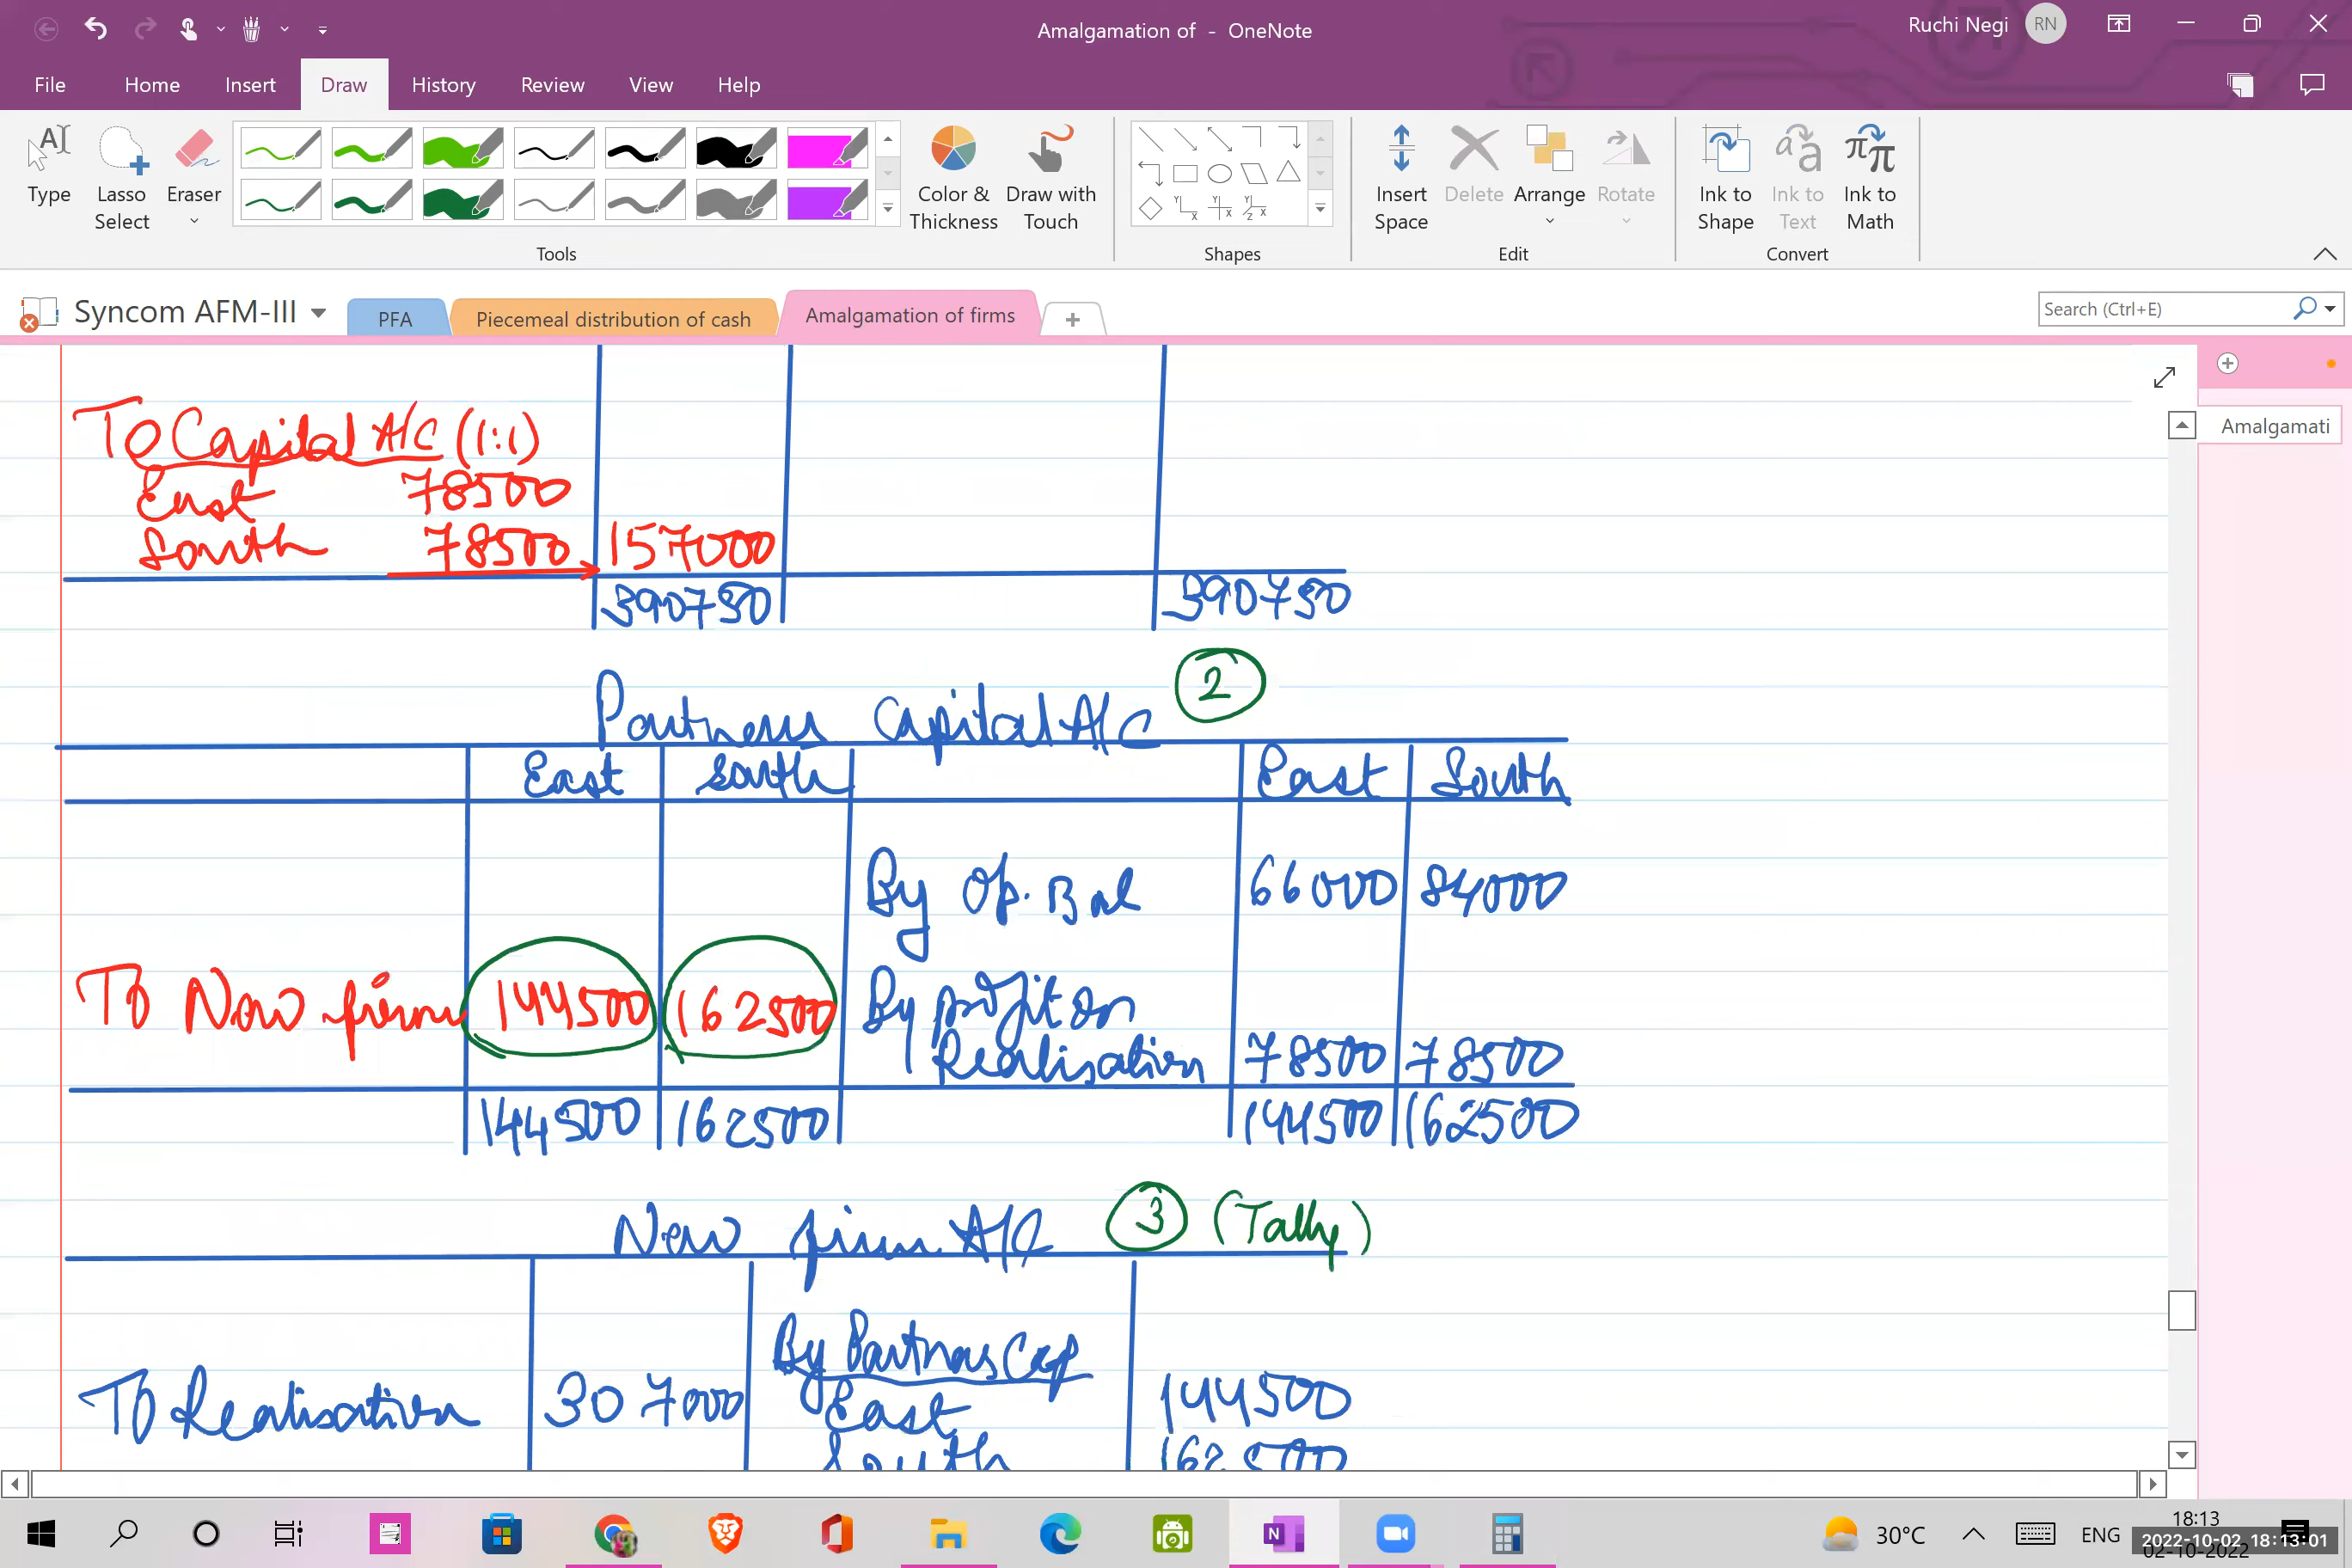 Amalgamation of - OneNote
Ruchi Negi RN
File Home Insert Draw History Review View Help
Type
Lasso Select
Eraser
Color & Thickness
Draw with Touch
Tools
Shapes
Insert Space
Delete
Arrange
Rotate
Edit
Ink to Shape
Ink to Text
Ink to Math
Convert
Syncom AFM-III
PFA
Piecemeal distribution of cash
Amalgamation of firms
Search (Ctrl+E)
Amalgamati
To Capital A/C (1:1)
East 78500
South 78500 157000
390750 390750
Partners Capital A/C 2
East South East South
By Op. Bal 66000 84000
To New firm 144500 162500 By profit on
Realisation 78500 78500
144500 162500 144500 162500
New firm A/C 3 (Tally)
By Partners Cap
To Realisation 307000 East 144500
South 162500
30°C
ENG
18:13
2022-10-02 18:13:01
02-10-2022